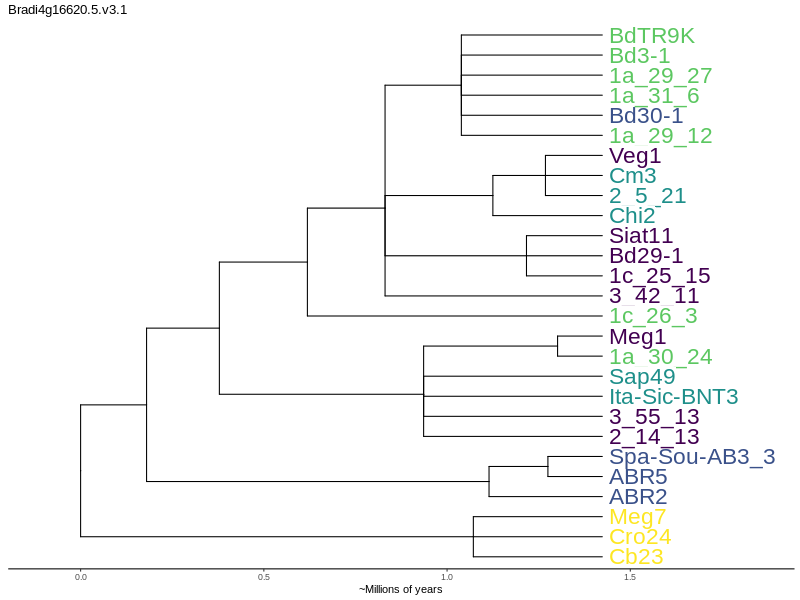 Bradi4g16620.5.v3.1
BdTR9K
Bd3-1
1a_29_27
1a_31_6
Bd30-1
1a_29_12
Veg1
Cm3
2_5_21
Chi2
Siat11
Bd29-1
1c_25_15
3_42_11
1c_26_3
Meg1
1a_30_24
Sap49
Ita-Sic-BNT3
3_55_13
2_14_13
Spa-Sou-AB3_3
ABR5
ABR2
Meg7
Cro24
Cb23
0.0 0.5 1.0 1.5
~Millions of years